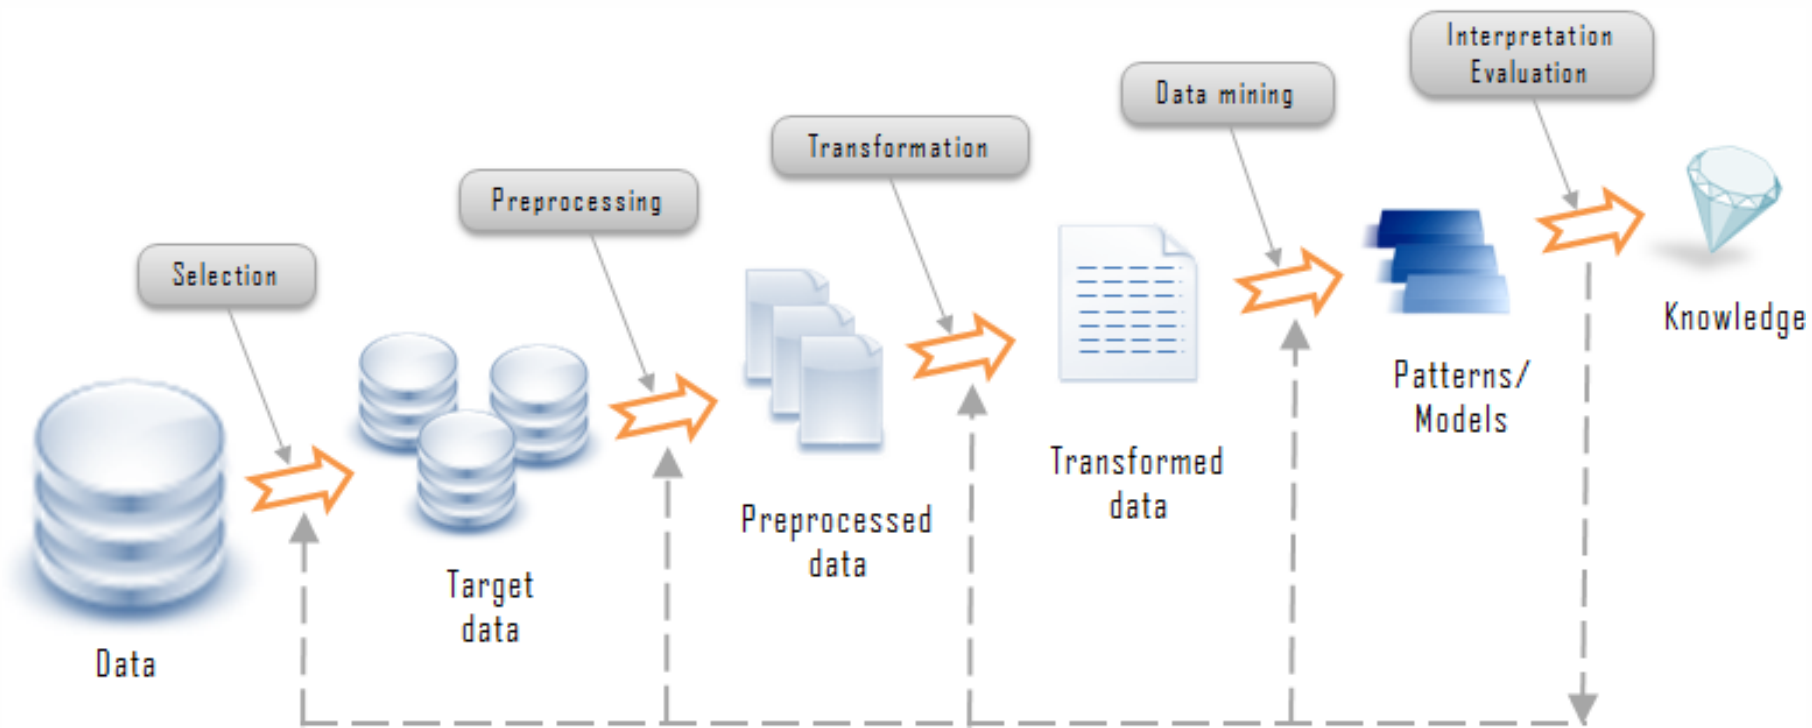 Interpretation
Evaluation
Data mining
Transformation
Preprocessing
Selection
Knowledge
Patterns/
Models
Transformed
data
Preprocessed
data
Target
data
Data